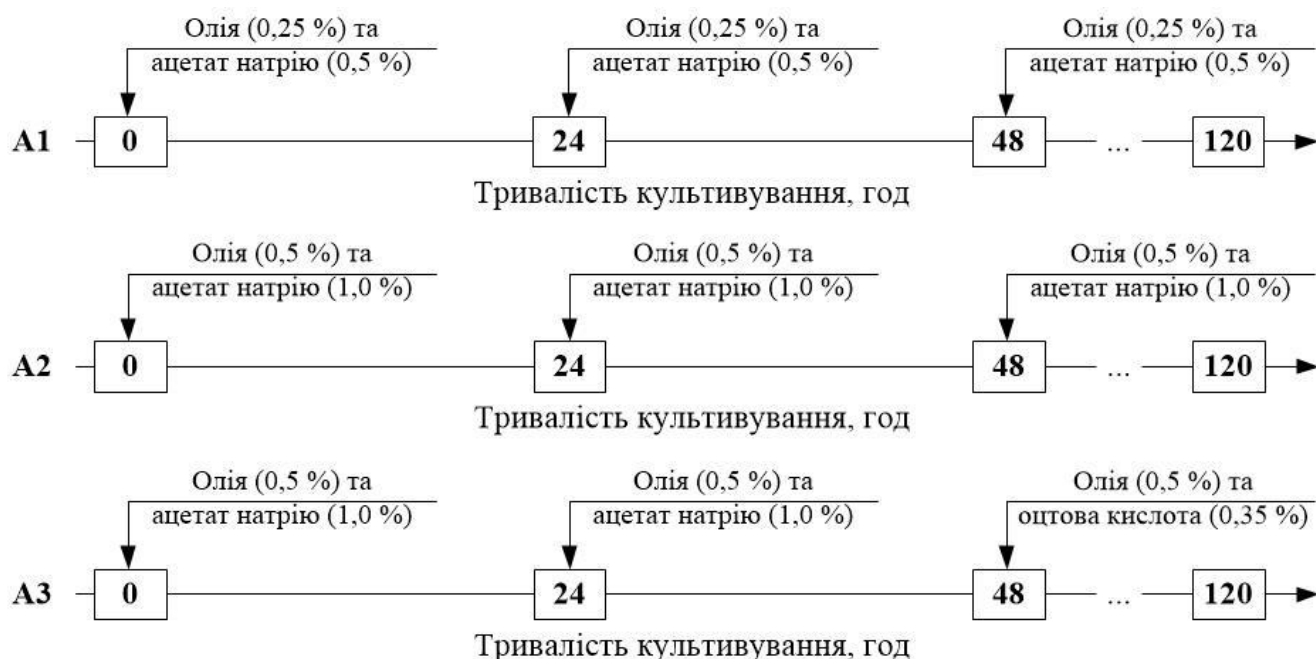 Олія (0,25 %) та Олія (0,25 %) та Олія (0,25 %) та
ацетат натрію (0,5 %) ацетат натрію (0,5 %) ацетат натрію (0,5 %)
А1 0 24 48 ... 120
Тривалість культивування, год
Олія (0,5 %) та Олія (0,5 %) та Олія (0,5 %) та
ацетат натрію (1,0 %) ацетат натрію (1,0 %) ацетат натрію (1,0 %)
А2 0 24 48 ... 120
Тривалість культивування, год
Олія (0,5 %) та Олія (0,5 %) та Олія (0,5 %) та
ацетат натрію (1,0 %) ацетат натрію (1,0 %) оцтова кислота (0,35 %)
А3 0 24 48 ... 120
Тривалість культивування, год